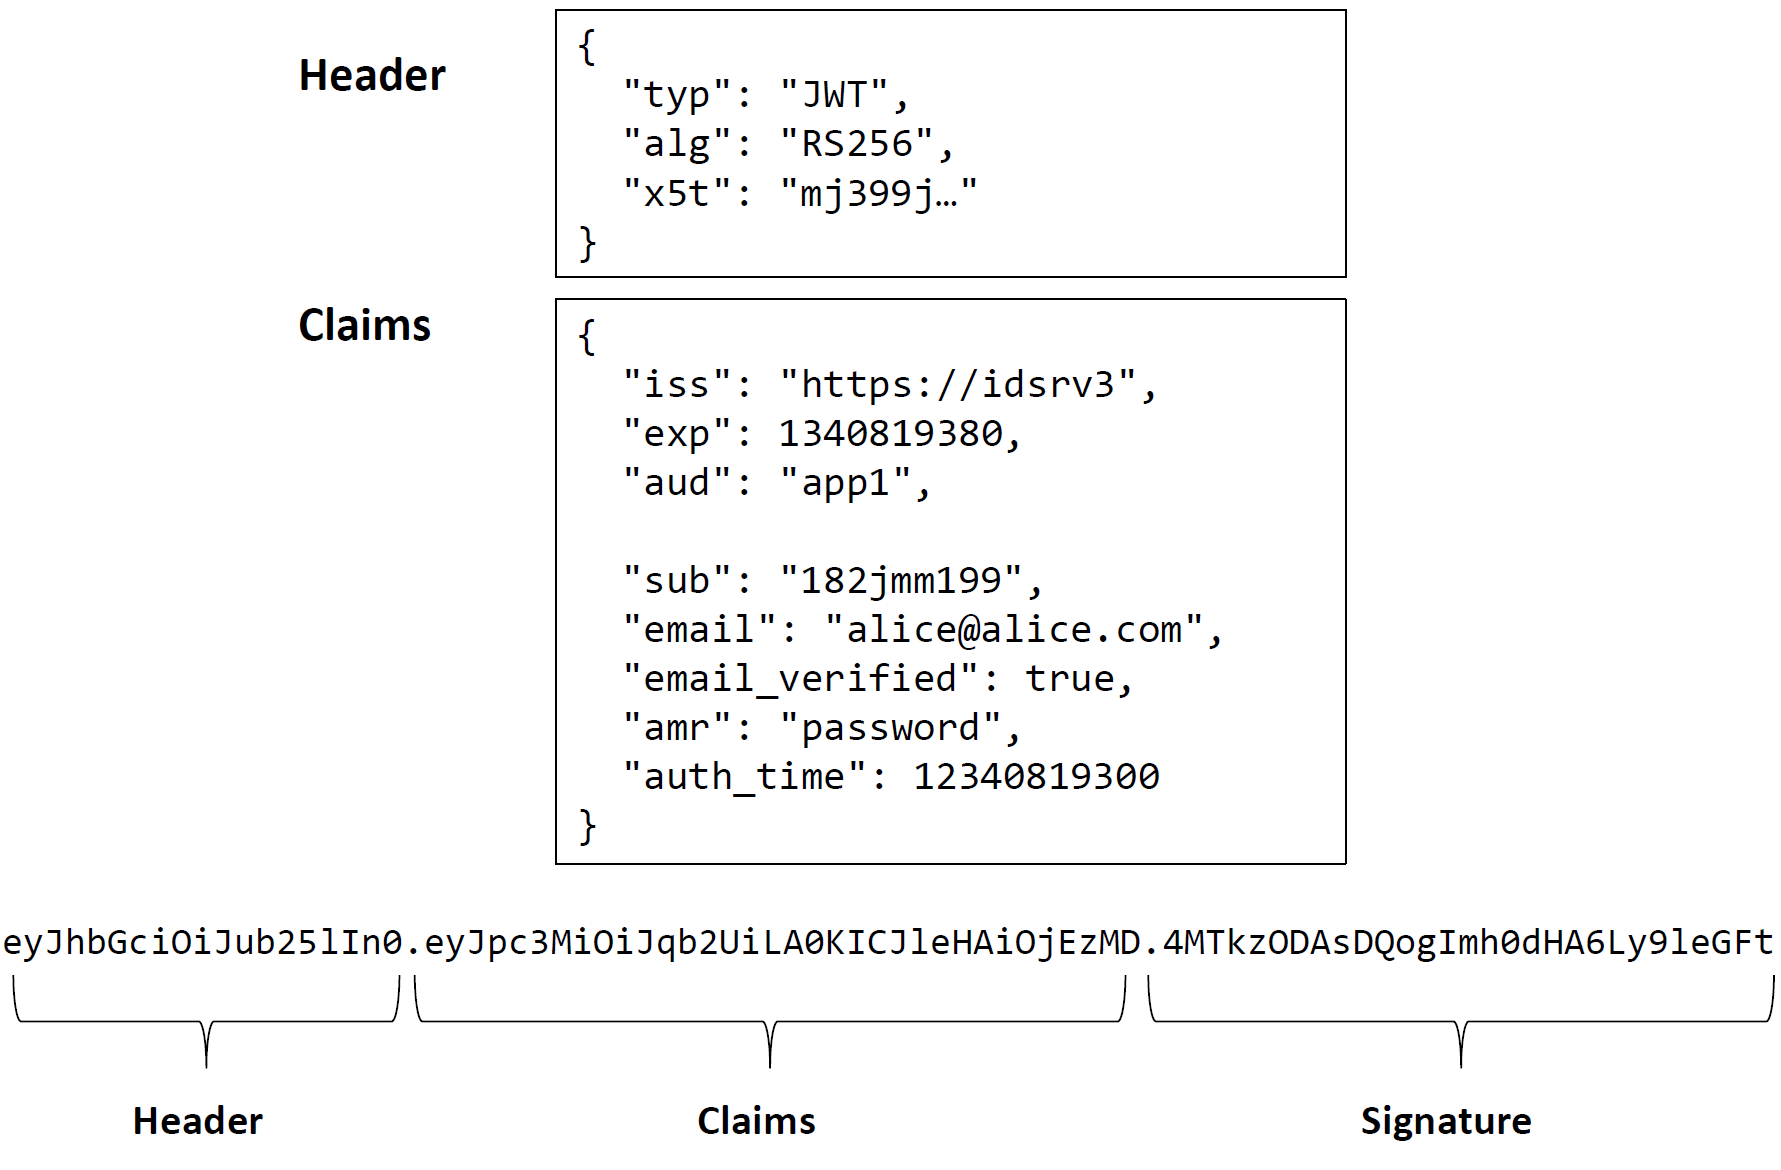 Header
{
"typ": "JWT",
"alg": "RS256",
"x5t": "mj399j…"
}
Claims
{
"iss": "https://idsrv3",
"exp": 1340819380,
"aud": "app1",
"sub": "182jmm199",
"email": "alice@alice.com",
"email_verified": true,
"amr": "password",
"auth_time": 12340819300
}
eyJhbGciOiJub25lIn0.eyJpc3MiOiJqb2UiLA0KICJleHAiOjEzMD.4MTkzODAsDQogImh0dHA6Ly9leGFt
Header Claims Signature